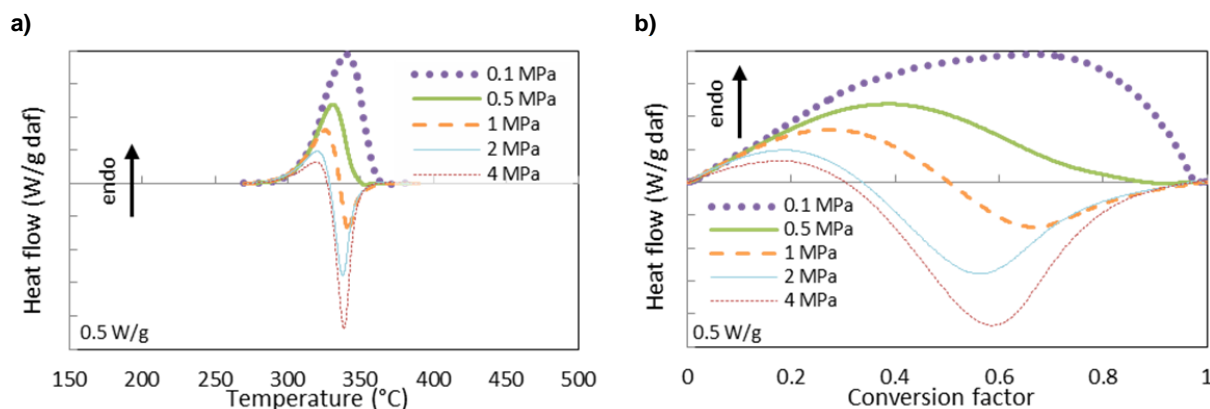 a)
Heat flow (W/g daf)
endo
0.1 MPa
0.5 MPa
1 MPa
2 MPa
4 MPa
0.5 W/g
150 200 250 300 350 400 450 500
Temperature (°C)
b)
Heat flow (W/g daf)
endo
0.1 MPa
0.5 MPa
1 MPa
2 MPa
4 MPa
0.5 W/g
0 0.2 0.4 0.6 0.8 1
Conversion factor